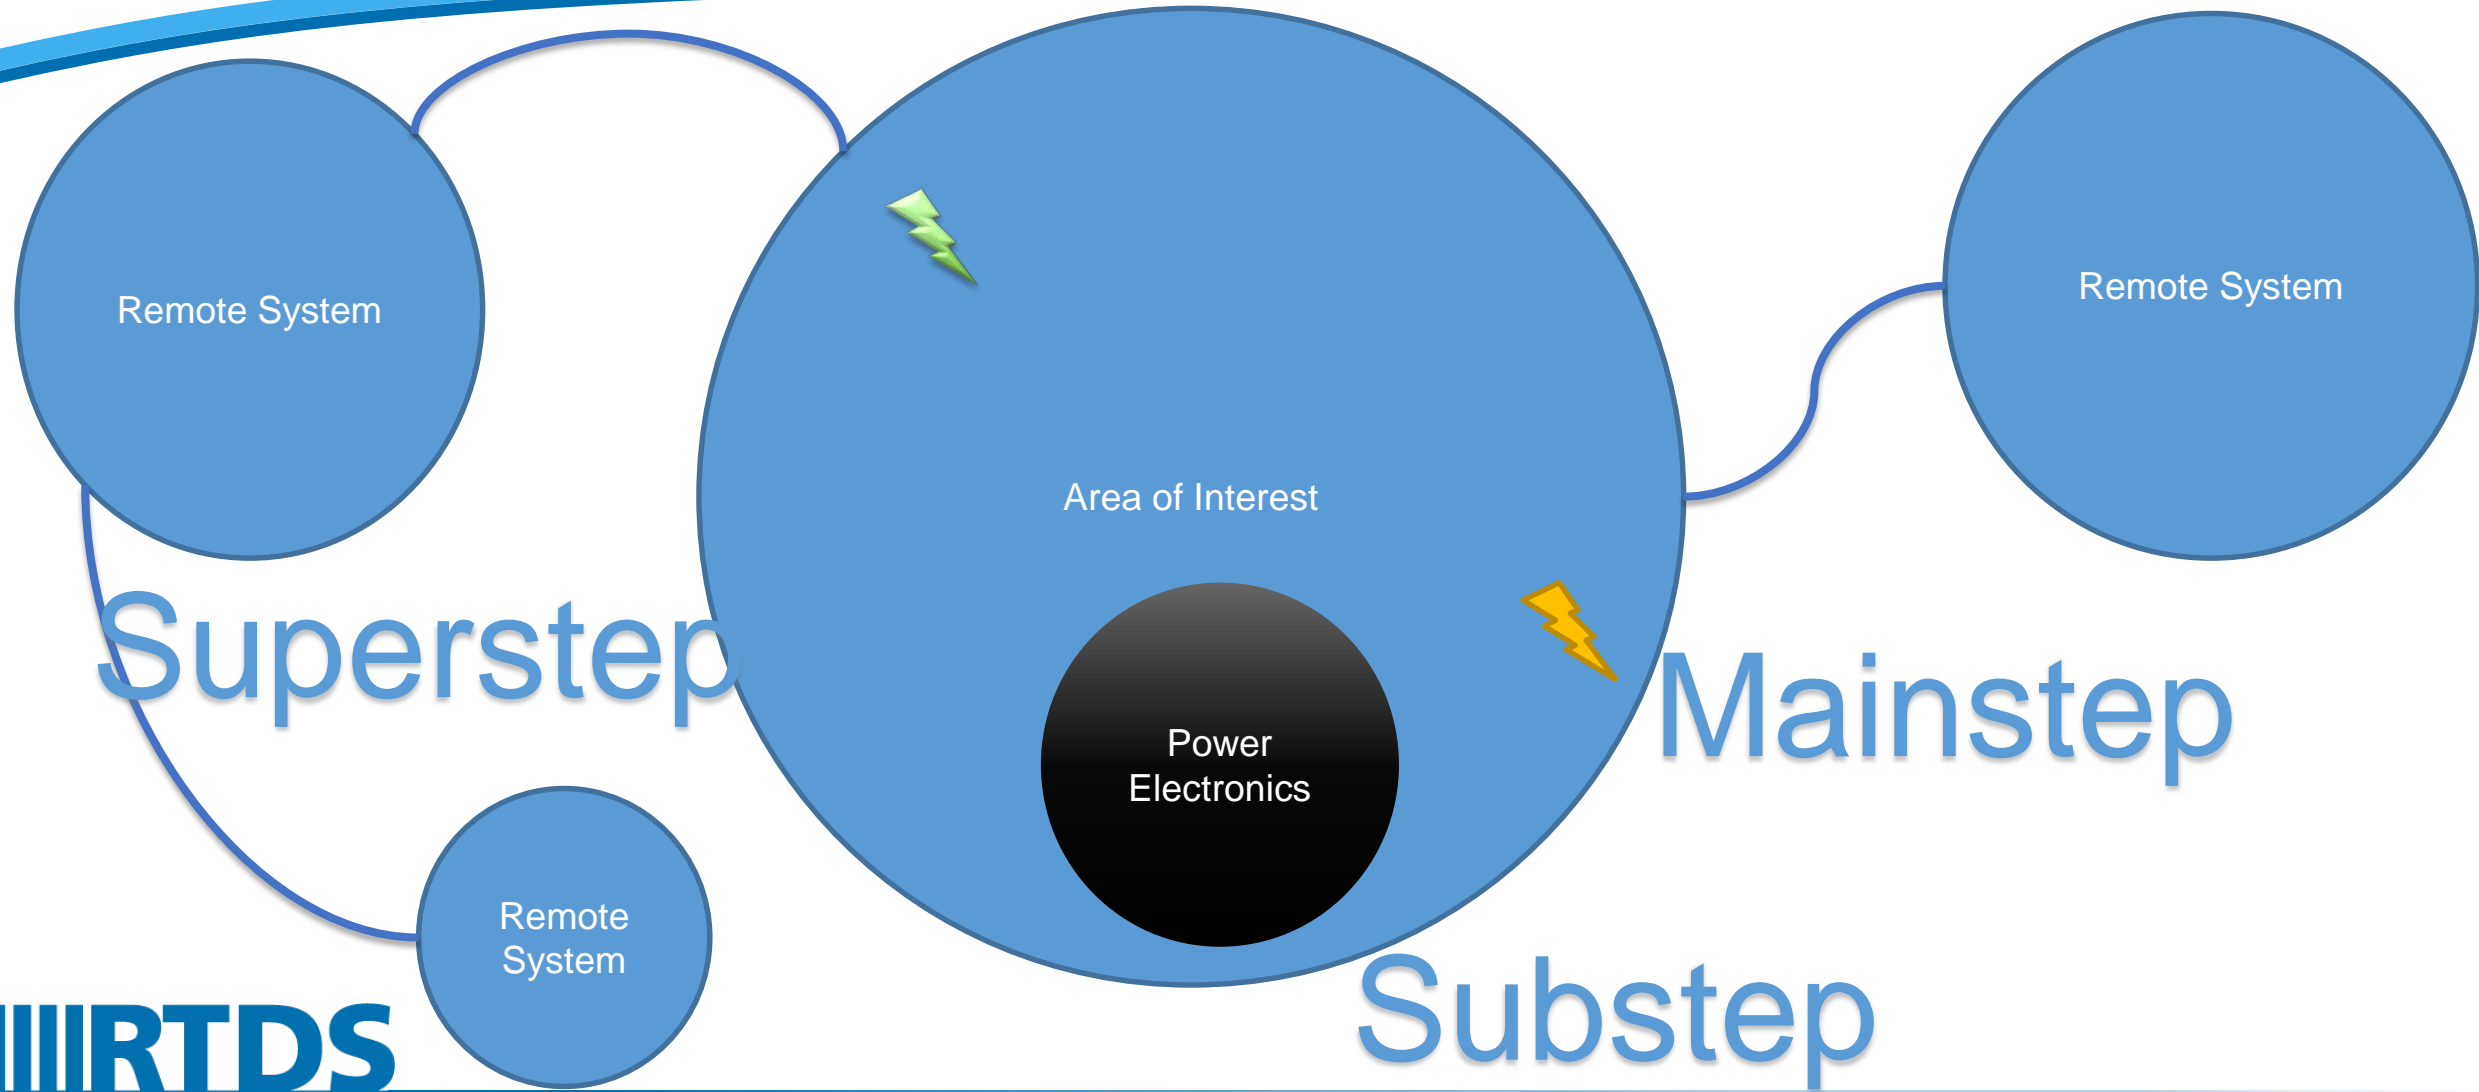 Remote System
Remote System
Area of Interest
Superstep
Mainstep
Power
Electronics
Remote
System
Substep
RTDS